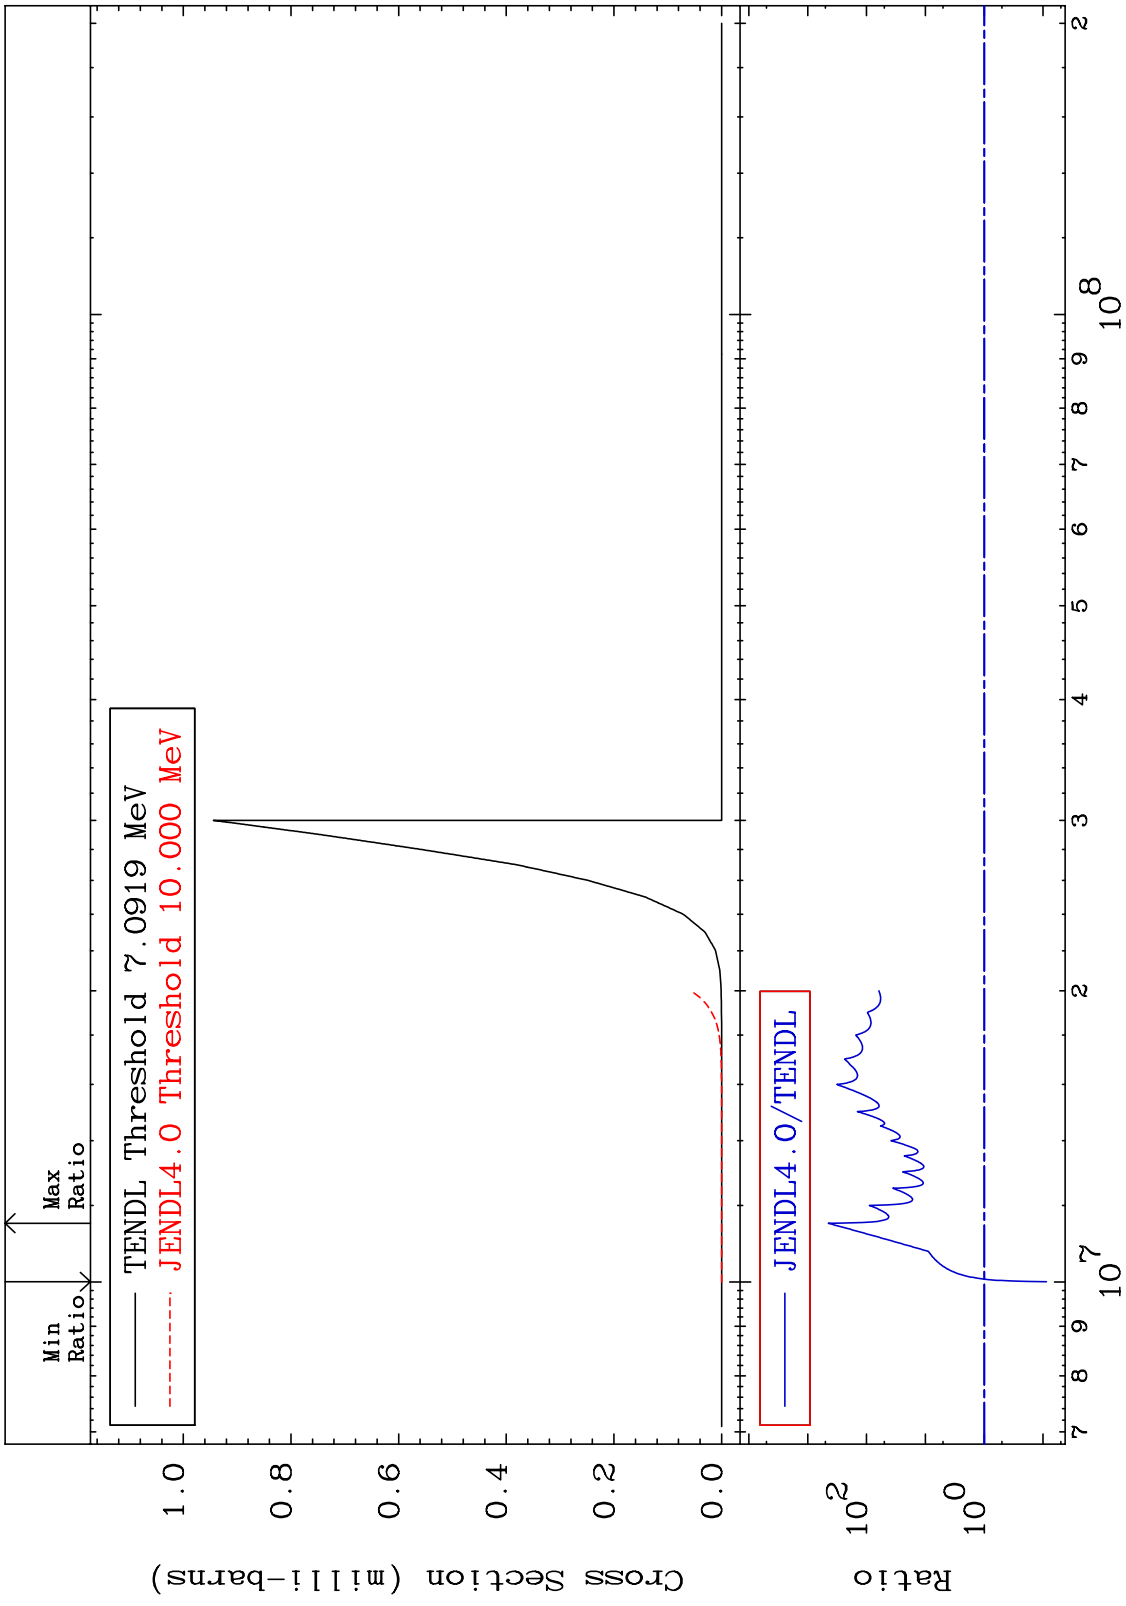 Min
Ratio
Max
Ratio
TENDL Threshold 7.0919 MeV
JENDL4.0 Threshold 10.000 MeV
Cross Section (milli-barns)
1.0
0.8
0.6
0.4
0.2
0.0
JENDL4.0/TENDL
Ratio
10^2
10^0
7 8 9 10^7 2 3 4 5 6 7 8 9 10^8 2